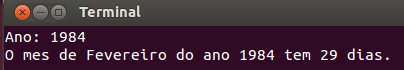 Terminal
Ano: 1984
O mes de Fevereiro do ano 1984 tem 29 dias.